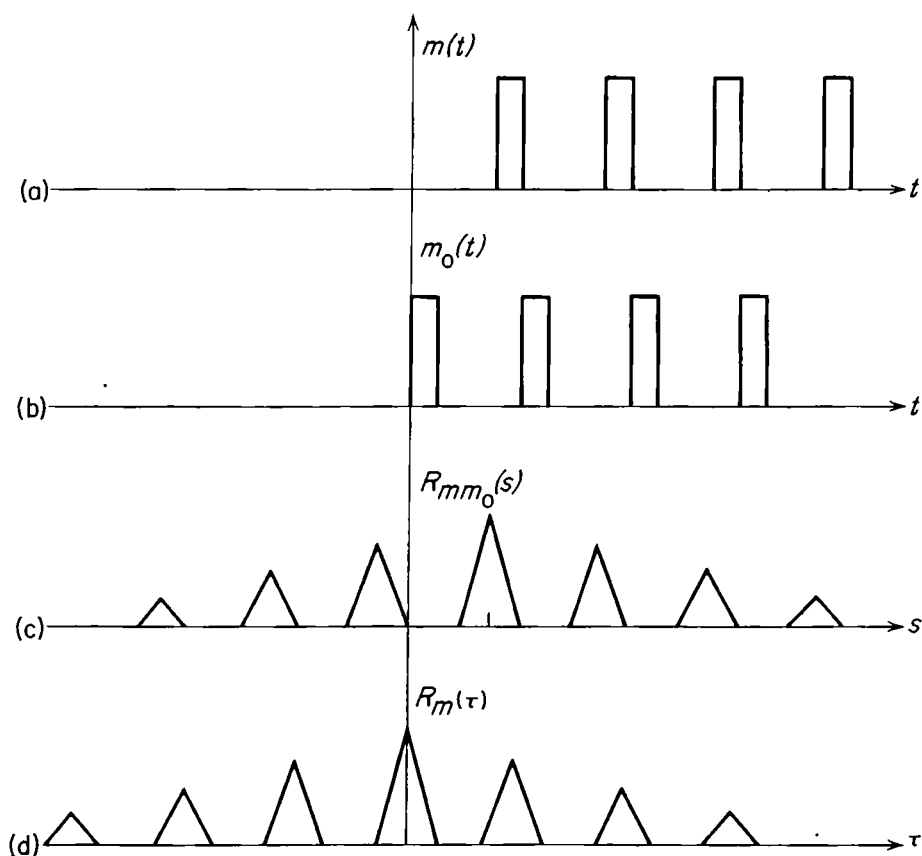 m(t)
(a) t
m₀(t)
(b) t
Rmm₀(s)
(c) s
Rm(τ)
(d) τ